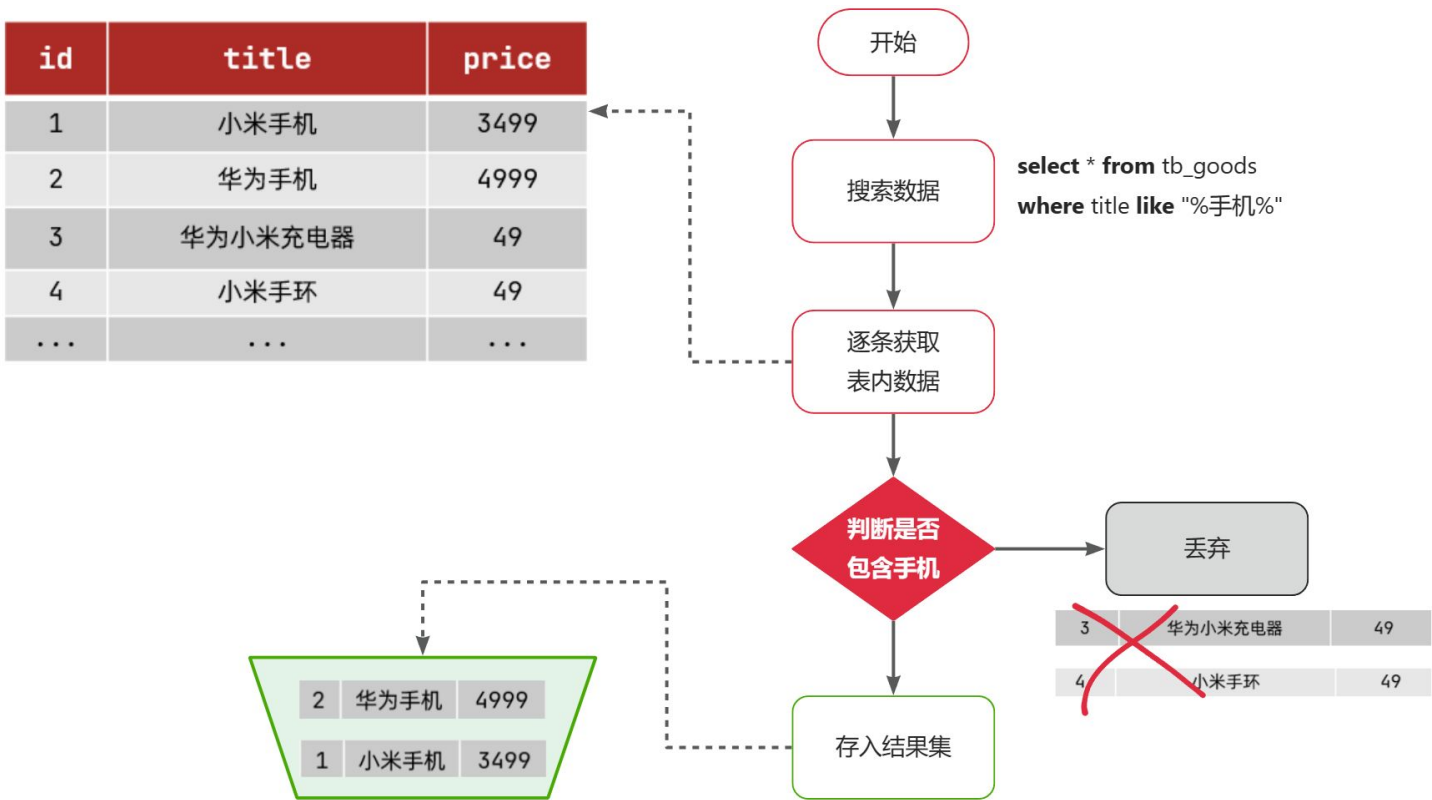 id title price
1 小米手机 3499
2 华为手机 4999
3 华为小米充电器 49
4 小米手环 49
... ... ...
开始
搜索数据
select * from tb_goods
where title like "%手机%"
逐条获取
表内数据
判断是否
包含手机
丢弃
3 华为小米充电器 49
4 小米手环 49
存入结果集
2 华为手机 4999
1 小米手机 3499